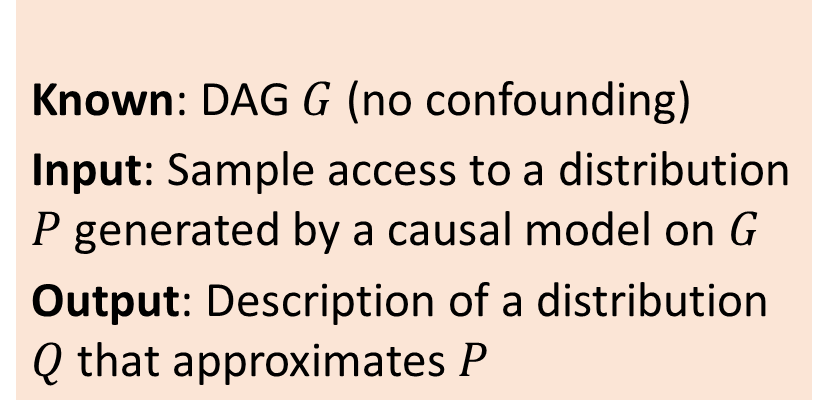 Known: DAG G (no confounding)
Input: Sample access to a distribution
P generated by a causal model on G
Output: Description of a distribution
Q that approximates P